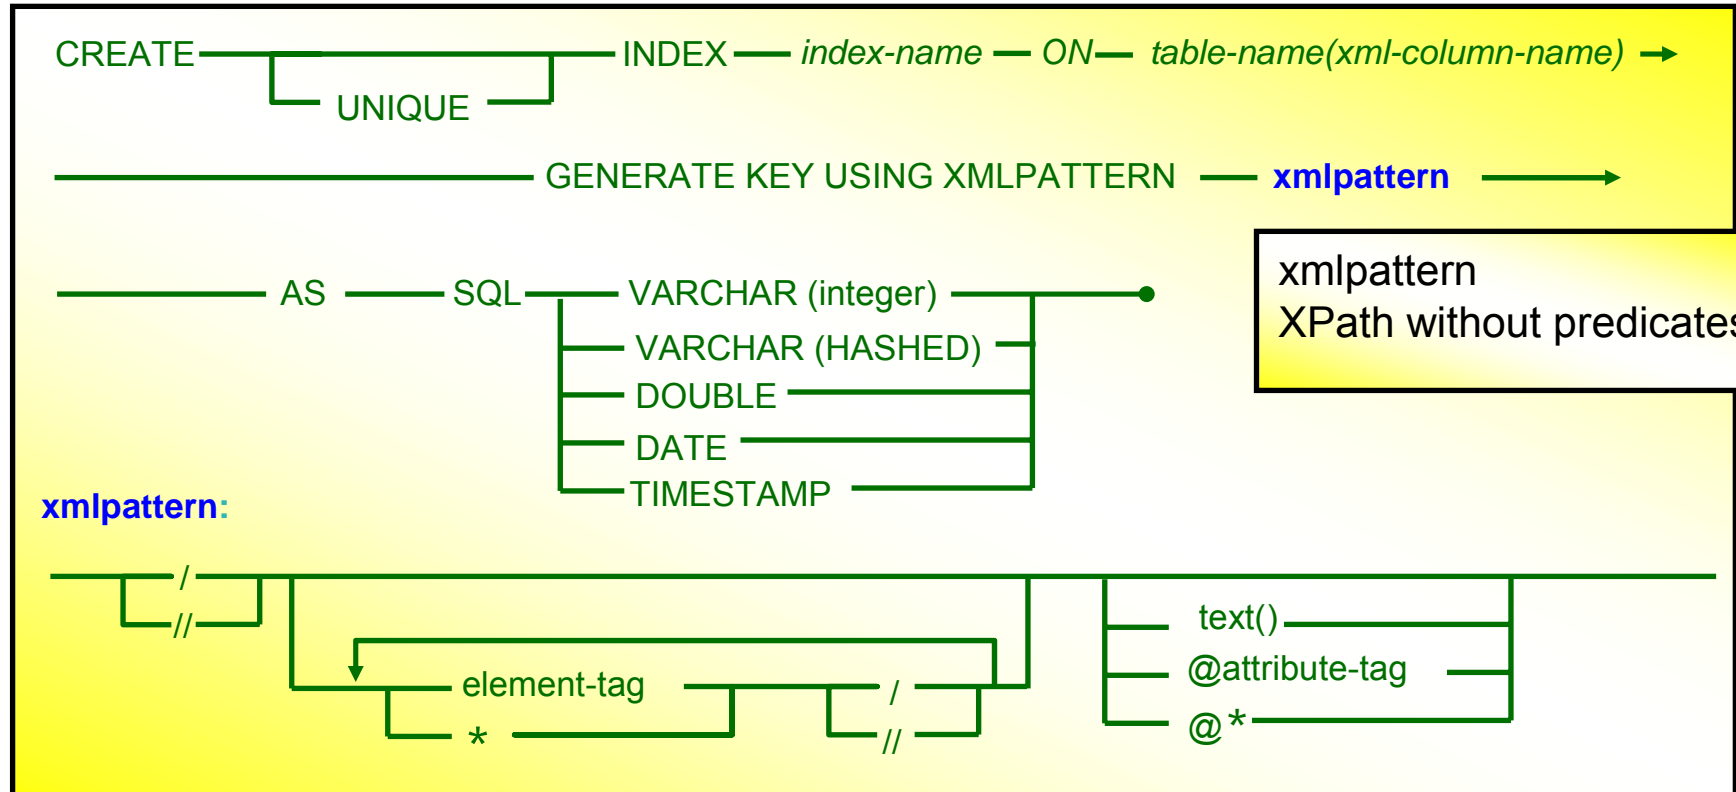 CREATE INDEX index-name ON table-name(xml-column-name)
UNIQUE
GENERATE KEY USING XMLPATTERN xmlpattern
AS SQL VARCHAR (integer)
VARCHAR (HASHED)
DOUBLE
DATE
TIMESTAMP
xmlpattern
XPath without predicates
xmlpattern:
/
//
element-tag /
* //
text()
@attribute-tag
@*